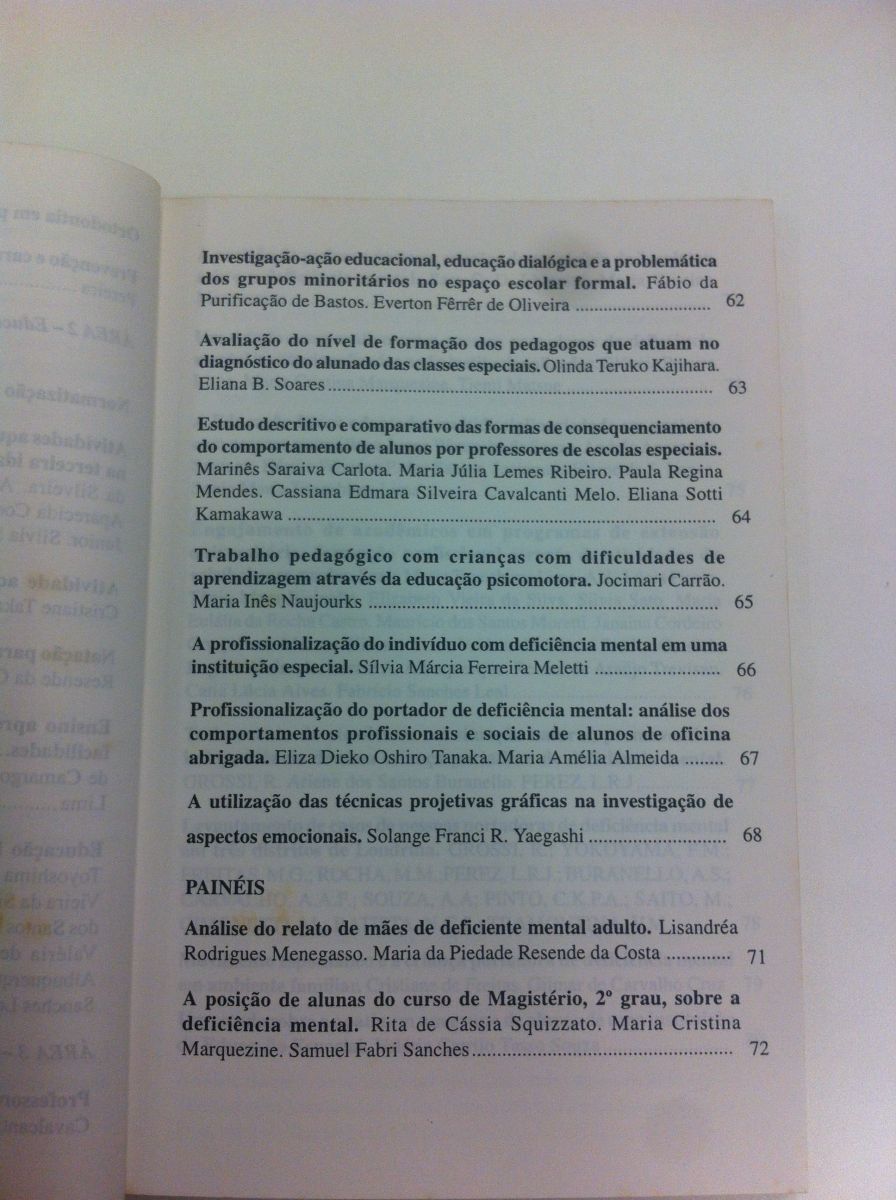 Investigação-ação educacional, educação dialógica e a problemática
dos grupos minoritários no espaço escolar formal. Fábio da
Purificação de Bastos. Everton Fêrrêr de Oliveira ............................ 62
Avaliação do nível de formação dos pedagogos que atuam no
diagnóstico do alunado das classes especiais. Olinda Teruko Kajihara.
Eliana B. Soares ................................................................................ 63
Estudo descritivo e comparativo das formas de consequenciamento
do comportamento de alunos por professores de escolas especiais.
Marinês Saraiva Carlota. Maria Júlia Lemes Ribeiro. Paula Regina
Mendes. Cassiana Edmara Silveira Cavalcanti Melo. Eliana Sotti
Kamakawa ........................................................................................ 64
Trabalho pedagógico com crianças com dificuldades de
aprendizagem através da educação psicomotora. Jocimari Carrão.
Maria Inês Naujourks ........................................................................ 65
A profissionalização do indivíduo com deficiência mental em uma
instituição especial. Sílvia Márcia Ferreira Meletti .......................... 66
Profissionalização do portador de deficiência mental: análise dos
comportamentos profissionais e sociais de alunos de oficina
abrigada. Eliza Dieko Oshiro Tanaka. Maria Amélia Almeida ........ 67
A utilização das técnicas projetivas gráficas na investigação de
aspectos emocionais. Solange Franci R. Yaegashi ............................ 68
PAINÉIS
Análise do relato de mães de deficiente mental adulto. Lisandréa
Rodrigues Menegasso. Maria da Piedade Resende da Costa ............. 71
A posição de alunas do curso de Magistério, 2º grau, sobre a
deficiência mental. Rita de Cássia Squizzato. Maria Cristina
Marquezine. Samuel Fabri Sanches ..................................................... 72